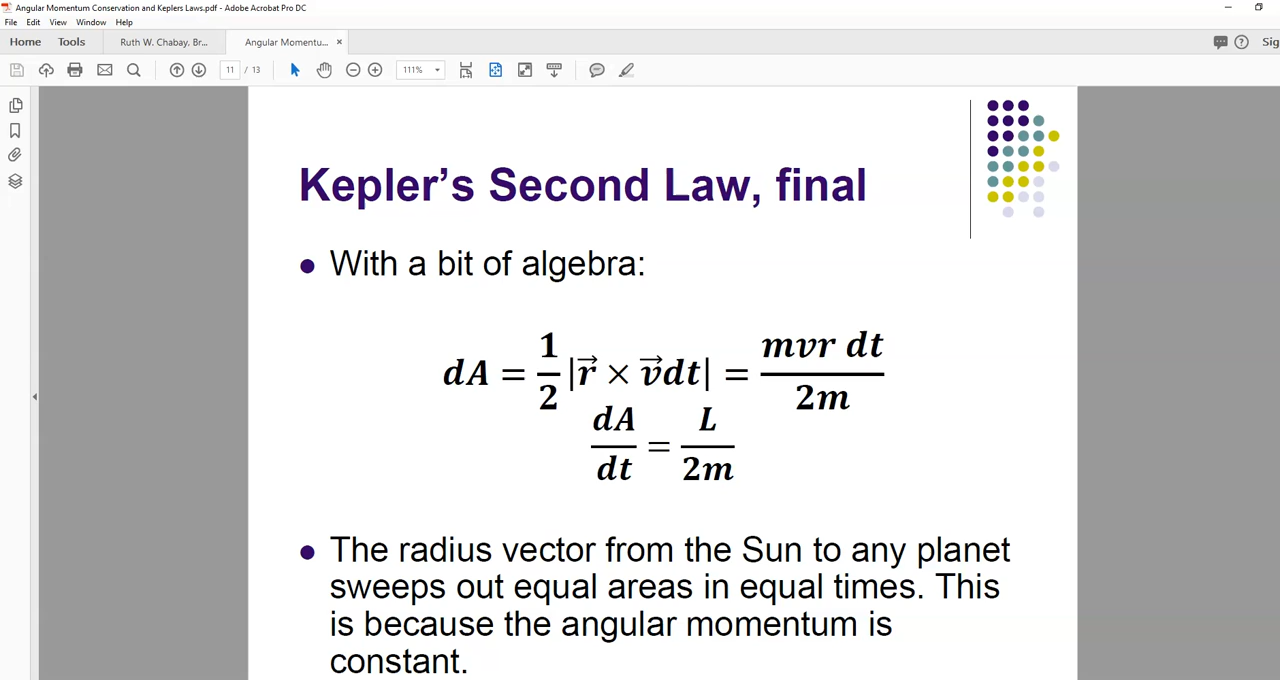 Angular Momentum Conservation and Keplers Laws.pdf - Adobe Acrobat Pro DC
File Edit View Window Help
Home Tools Ruth W. Chabay, Br... Angular Momentu... ×
11 / 13 111%
Kepler's Second Law, final
● With a bit of algebra:
dA = 1/2 |r⃗ × v⃗dt| = mvr dt / 2m
dA/dt = L/2m
● The radius vector from the Sun to any planet
sweeps out equal areas in equal times. This
is because the angular momentum is
constant.